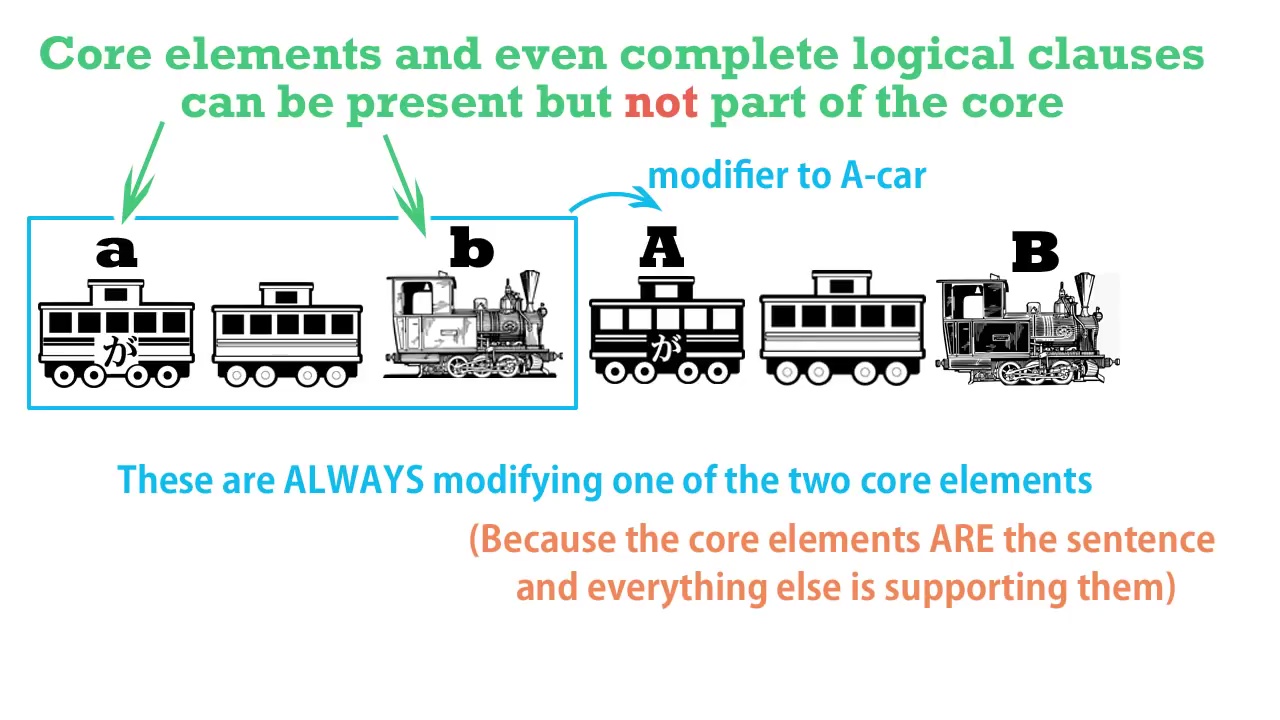 Core elements and even complete logical clauses
can be present but not part of the core
modifier to A-car
a
b
A
B
が
が
These are ALWAYS modifying one of the two core elements
(Because the core elements ARE the sentence
and everything else is supporting them)